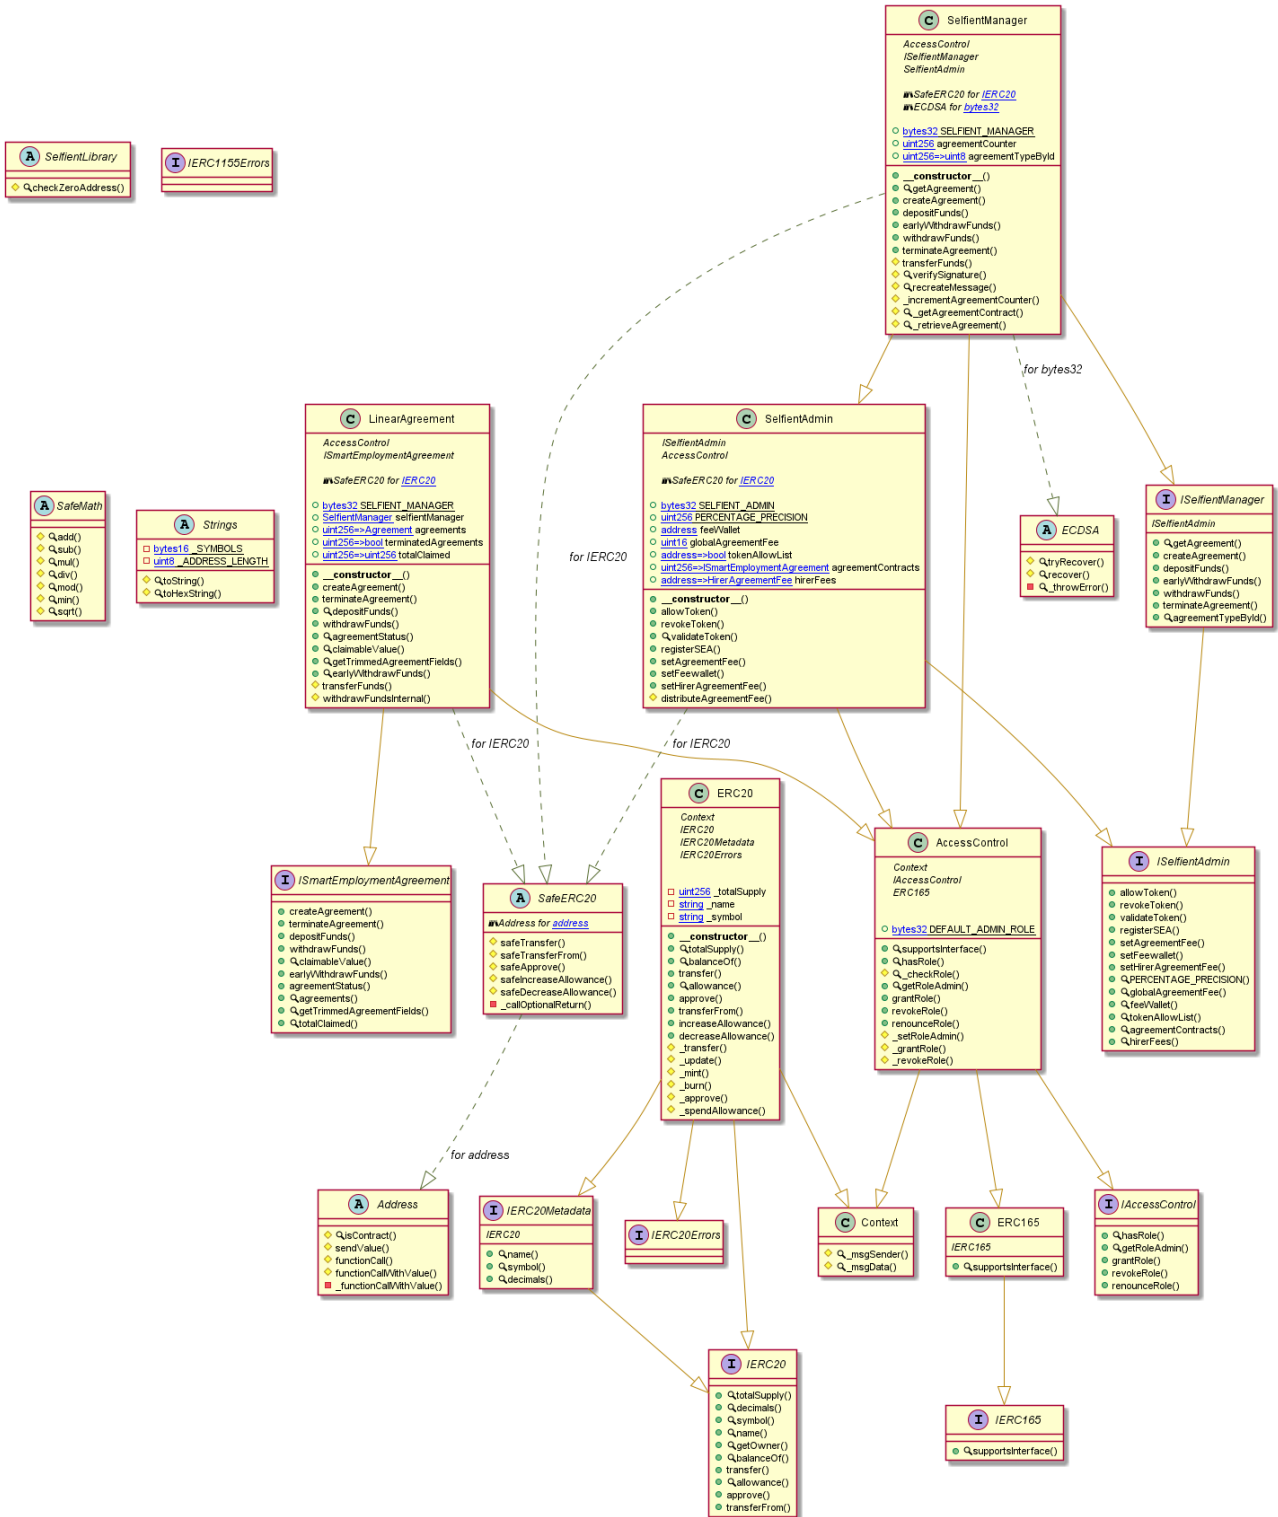 C SelfientManager
AccessControl
ISelfientManager
SelfientAdmin
SafeERC20 for IERC20
ECDSA for bytes32
bytes32 SELFIENT_MANAGER
uint256 agreementCounter
uint256=>uint8 agreementTypeById
__constructor__()
getAgreement()
createAgreement()
depositFunds()
earlyWithdrawFunds()
withdrawFunds()
terminateAgreement()
transferFunds()
verifySignature()
recreateMessage()
_incrementAgreementCounter()
_getAgreementContract()
_retrieveAgreement()
A SelfientLibrary
checkZeroAddress()
I IERC1155Errors
for bytes32
for IERC20
C LinearAgreement
AccessControl
ISmartEmploymentAgreement
SafeERC20 for IERC20
bytes32 SELFIENT_MANAGER
SelfientManager selfientManager
uint256=>Agreement agreements
uint256=>bool terminatedAgreements
uint256=>uint256 totalClaimed
__constructor__()
createAgreement()
terminateAgreement()
depositFunds()
withdrawFunds()
agreementStatus()
claimableValue()
getTrimmedAgreementFields()
earlyWithdrawFunds()
transferFunds()
withdrawFundsInternal()
C SelfientAdmin
ISelfientAdmin
AccessControl
SafeERC20 for IERC20
bytes32 SELFIENT_ADMIN
uint256 PERCENTAGE_PRECISION
address feeWallet
uint16 globalAgreementFee
address=>bool tokenAllowList
uint256=>ISmartEmploymentAgreement agreementContracts
address=>HirerAgreementFee hirerFees
__constructor__()
allowToken()
revokeToken()
validateToken()
registerSEA()
setAgreementFee()
setFeewallet()
setHirerAgreementFee()
distributeAgreementFee()
A SafeMath
add()
sub()
mul()
div()
mod()
min()
sqrt()
A Strings
bytes16 _SYMBOLS
uint8 _ADDRESS_LENGTH
toString()
toHexString()
A ECDSA
tryRecover()
recover()
_throwError()
I ISelfientManager
ISelfientAdmin
getAgreement()
createAgreement()
depositFunds()
earlyWithdrawFunds()
withdrawFunds()
terminateAgreement()
agreementTypeById()
for IERC20
for IERC20
I ISmartEmploymentAgreement
createAgreement()
terminateAgreement()
depositFunds()
withdrawFunds()
claimableValue()
earlyWithdrawFunds()
agreementStatus()
agreements()
getTrimmedAgreementFields()
totalClaimed()
A SafeERC20
Address for address
safeTransfer()
safeTransferFrom()
safeApprove()
safeIncreaseAllowance()
safeDecreaseAllowance()
_callOptionalReturn()
C ERC20
Context
IERC20
IERC20Metadata
IERC20Errors
uint256 _totalSupply
string _name
string _symbol
__constructor__()
totalSupply()
balanceOf()
transfer()
allowance()
approve()
transferFrom()
increaseAllowance()
decreaseAllowance()
_transfer()
_update()
_mint()
_burn()
_approve()
_spendAllowance()
C AccessControl
Context
IAccessControl
ERC165
bytes32 DEFAULT_ADMIN_ROLE
supportsInterface()
hasRole()
_checkRole()
getRoleAdmin()
grantRole()
revokeRole()
renounceRole()
_setRoleAdmin()
_grantRole()
_revokeRole()
I ISelfientAdmin
allowToken()
revokeToken()
validateToken()
registerSEA()
setAgreementFee()
setFeewallet()
setHirerAgreementFee()
PERCENTAGE_PRECISION()
globalAgreementFee()
feeWallet()
tokenAllowList()
agreementContracts()
hirerFees()
for address
A Address
isContract()
sendValue()
functionCall()
functionCallWithValue()
_functionCallWithValue()
I IERC20Metadata
IERC20
name()
symbol()
decimals()
I IERC20Errors
C Context
_msgSender()
_msgData()
C ERC165
IERC165
supportsInterface()
I IAccessControl
hasRole()
getRoleAdmin()
grantRole()
revokeRole()
renounceRole()
I IERC20
totalSupply()
decimals()
symbol()
name()
getOwner()
balanceOf()
transfer()
allowance()
approve()
transferFrom()
I IERC165
supportsInterface()